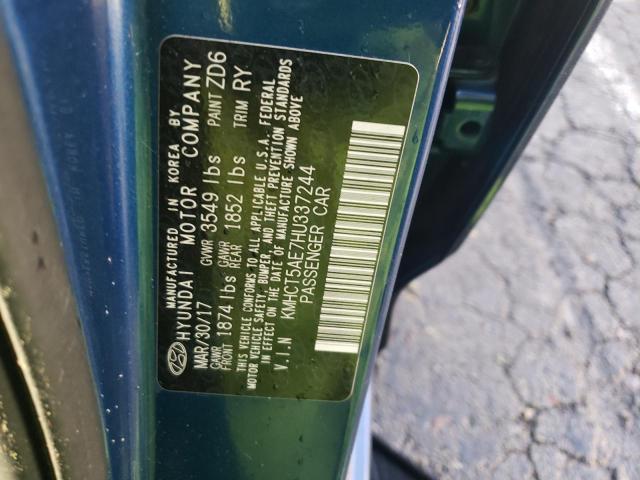 MANUFACTURED IN KOREA BY
HYUNDAI MOTOR COMPANY
MAR/30/17 GVWR 3549 lbs PAINT ZD6
GAWR FRONT 1874 lbs GAWR REAR 1852 lbs TRIM RY
THIS VEHICLE CONFORMS TO ALL APPLICABLE U.S.A. FEDERAL
MOTOR VEHICLE SAFETY, BUMPER, AND THEFT PREVENTION STANDARDS
IN EFFECT ON THE DATE OF MANUFACTURE SHOWN ABOVE
V.I.N KMHCT5AE7HU337244
PASSENGER CAR